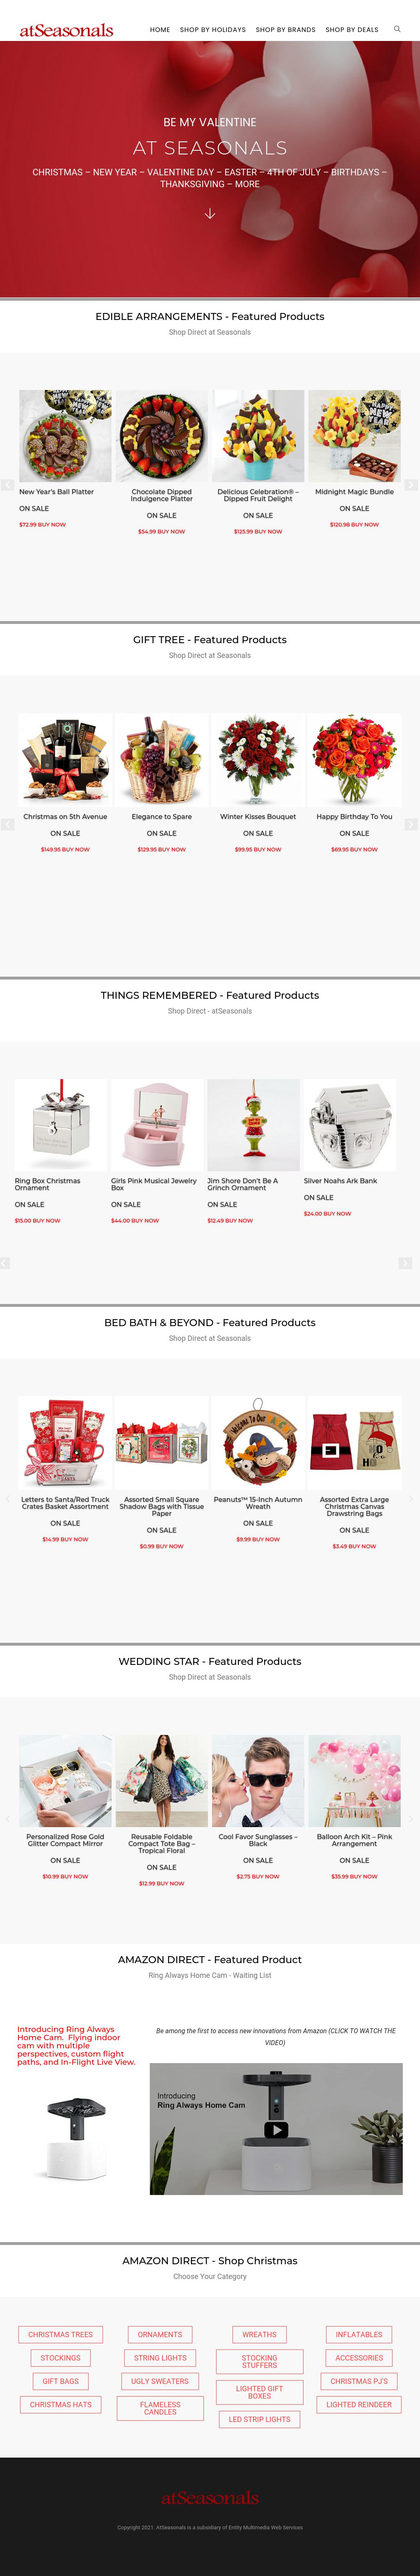 atSeasonals
HOME SHOP BY HOLIDAYS SHOP BY BRANDS SHOP BY DEALS
BE MY VALENTINE
AT SEASONALS
CHRISTMAS – NEW YEAR – VALENTINE DAY – EASTER – 4TH OF JULY – BIRTHDAYS –
THANKSGIVING – MORE
EDIBLE ARRANGEMENTS - Featured Products
Shop Direct at Seasonals
New Year's Ball Platter
ON SALE
$72.99 BUY NOW
Chocolate Dipped
Indulgence Platter
ON SALE
$54.99 BUY NOW
Delicious Celebration® –
Dipped Fruit Delight
ON SALE
$125.99 BUY NOW
Midnight Magic Bundle
ON SALE
$120.98 BUY NOW
GIFT TREE - Featured Products
Shop Direct at Seasonals
Christmas on 5th Avenue
ON SALE
$149.95 BUY NOW
Elegance to Spare
ON SALE
$129.95 BUY NOW
Winter Kisses Bouquet
ON SALE
$99.95 BUY NOW
Happy Birthday To You
ON SALE
$69.95 BUY NOW
THINGS REMEMBERED - Featured Products
Shop Direct - atSeasonals
Ring Box Christmas
Ornament
ON SALE
$15.00 BUY NOW
Girls Pink Musical Jewelry
Box
ON SALE
$44.00 BUY NOW
Jim Shore Don't Be A
Grinch Ornament
ON SALE
$12.49 BUY NOW
Silver Noahs Ark Bank
ON SALE
$24.00 BUY NOW
BED BATH & BEYOND - Featured Products
Shop Direct at Seasonals
Letters to Santa/Red Truck
Crates Basket Assortment
ON SALE
$14.99 BUY NOW
Assorted Small Square
Shadow Bags with Tissue
Paper
ON SALE
$0.99 BUY NOW
Welcome To Our
Peanuts™ 15-Inch Autumn
Wreath
ON SALE
$9.99 BUY NOW
Assorted Extra Large
Christmas Canvas
Drawstring Bags
ON SALE
$3.49 BUY NOW
WEDDING STAR - Featured Products
Shop Direct at Seasonals
Personalized Rose Gold
Glitter Compact Mirror
ON SALE
$10.99 BUY NOW
Reusable Foldable
Compact Tote Bag –
Tropical Floral
ON SALE
$12.99 BUY NOW
Cool Favor Sunglasses –
Black
ON SALE
$2.75 BUY NOW
Balloon Arch Kit – Pink
Arrangement
ON SALE
$35.99 BUY NOW
AMAZON DIRECT - Featured Product
Ring Always Home Cam - Waiting List
Introducing Ring Always
Home Cam. Flying indoor
cam with multiple
perspectives, custom flight
paths, and In-Flight Live View.
Be among the first to access new innovations from Amazon (CLICK TO WATCH THE
VIDEO)
Introducing
Ring Always Home Cam
AMAZON DIRECT - Shop Christmas
Choose Your Category
CHRISTMAS TREES
STOCKINGS
GIFT BAGS
CHRISTMAS HATS
ORNAMENTS
STRING LIGHTS
UGLY SWEATERS
FLAMELESS
CANDLES
WREATHS
STOCKING
STUFFERS
LIGHTED GIFT
BOXES
LED STRIP LIGHTS
INFLATABLES
ACCESSORIES
CHRISTMAS PJ'S
LIGHTED REINDEER
atSeasonals
Copyright 2021. AtSeasonals is a subsidiary of Entity Multimedia Web Services